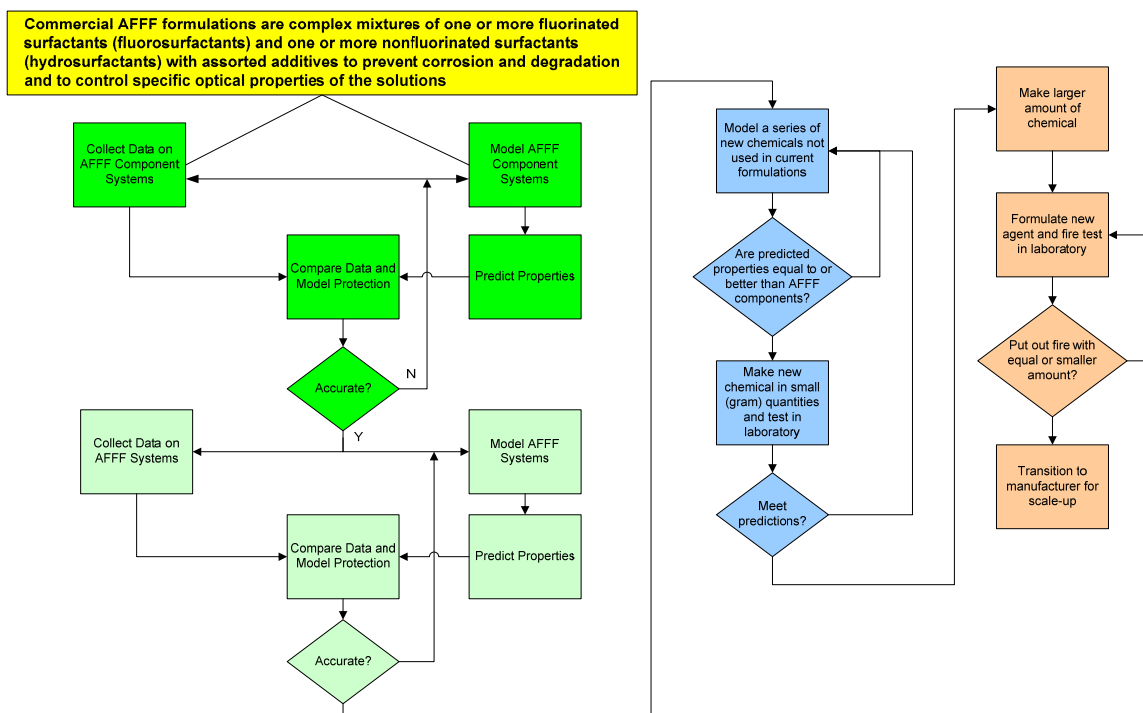 Commercial AFFF formulations are complex mixtures of one or more fluorinated
surfactants (fluorosurfactants) and one or more nonfluorinated surfactants
(hydrosurfactants) with assorted additives to prevent corrosion and degradation
and to control specific optical properties of the solutions
Collect Data on
AFFF Component
Systems
Model AFFF
Component
Systems
Compare Data and
Model Protection
Predict Properties
Accurate?
N
Y
Collect Data on
AFFF Systems
Model AFFF
Systems
Compare Data and
Model Protection
Predict Properties
Accurate?
Model a series of
new chemicals not
used in current
formulations
Are predicted
properties equal to or
better than AFFF
components?
Make new
chemical in small
(gram) quantities
and test in
laboratory
Meet
predictions?
Make larger
amount of
chemical
Formulate new
agent and fire test
in laboratory
Put out fire with
equal or smaller
amount?
Transition to
manufacturer for
scale-up